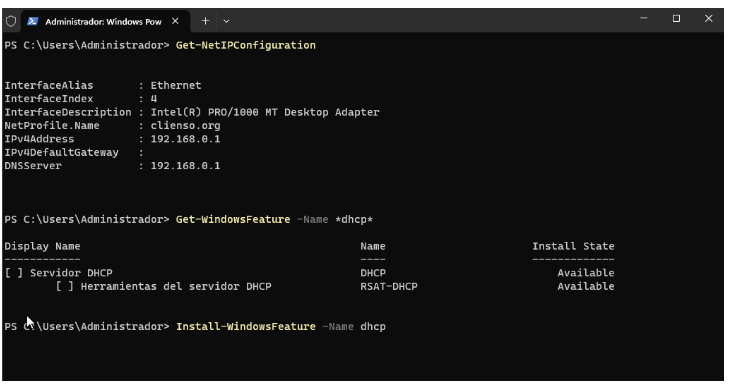 Administrador: Windows Pow
PS C:\Users\Administrador> Get-NetIPConfiguration
InterfaceAlias       : Ethernet
InterfaceIndex       : 4
InterfaceDescription : Intel(R) PRO/1000 MT Desktop Adapter
NetProfile.Name      : clienso.org
IPv4Address          : 192.168.0.1
IPv4DefaultGateway   :
DNSServer            : 192.168.0.1
PS C:\Users\Administrador> Get-WindowsFeature -Name *dhcp*
Display Name                                            Name                       Install State
------------                                            ----                       -------------
[ ] Servidor DHCP                                       DHCP                           Available
        [ ] Herramientas del servidor DHCP              RSAT-DHCP                      Available
PS C:\Users\Administrador> Install-WindowsFeature -Name dhcp